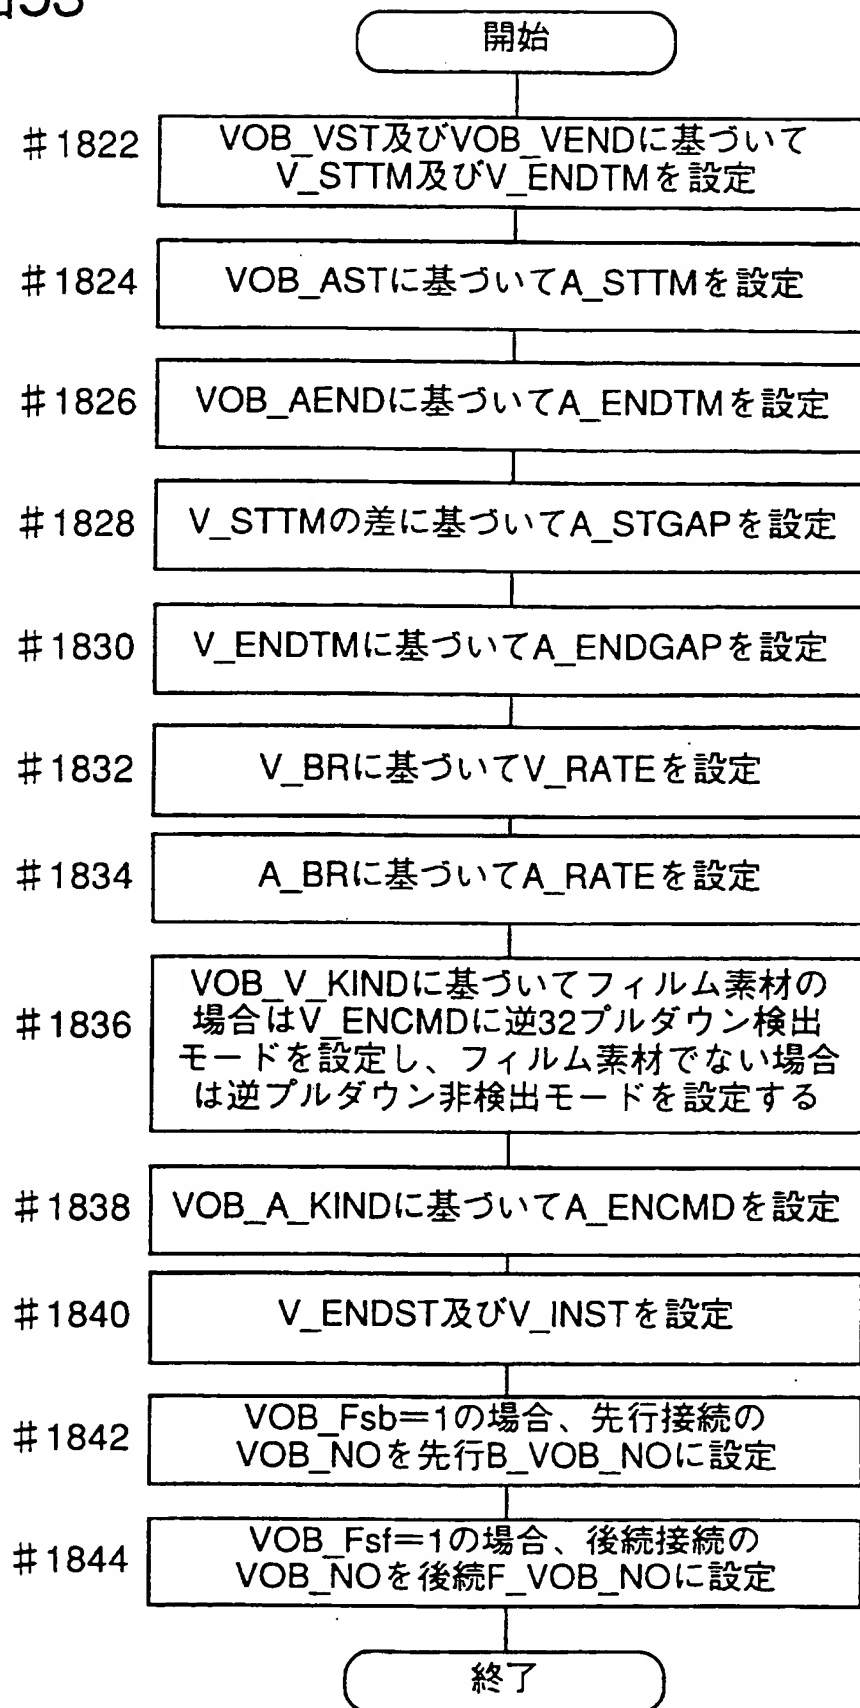 開始
#1822
VOB_VST及びVOB_VENDに基づいて
V_STTM及びV_ENDTMを設定
#1824
VOB_ASTに基づいてA_STTMを設定
#1826
VOB_AENDに基づいてA_ENDTMを設定
#1828
V_STTMの差に基づいてA_STGAPを設定
#1830
V_ENDTMに基づいてA_ENDGAPを設定
#1832
V_BRに基づいてV_RATEを設定
#1834
A_BRに基づいてA_RATEを設定
#1836
VOB_V_KINDに基づいてフィルム素材の
場合はV_ENCMDに逆32プルダウン検出
モードを設定し、フィルム素材でない場合
は逆プルダウン非検出モードを設定する
#1838
VOB_A_KINDに基づいてA_ENCMDを設定
#1840
V_ENDST及びV_INSTを設定
#1842
VOB_Fsb=1の場合、先行接続の
VOB_NOを先行B_VOB_NOに設定
#1844
VOB_Fsf=1の場合、後続接続の
VOB_NOを後続F_VOB_NOに設定
終了